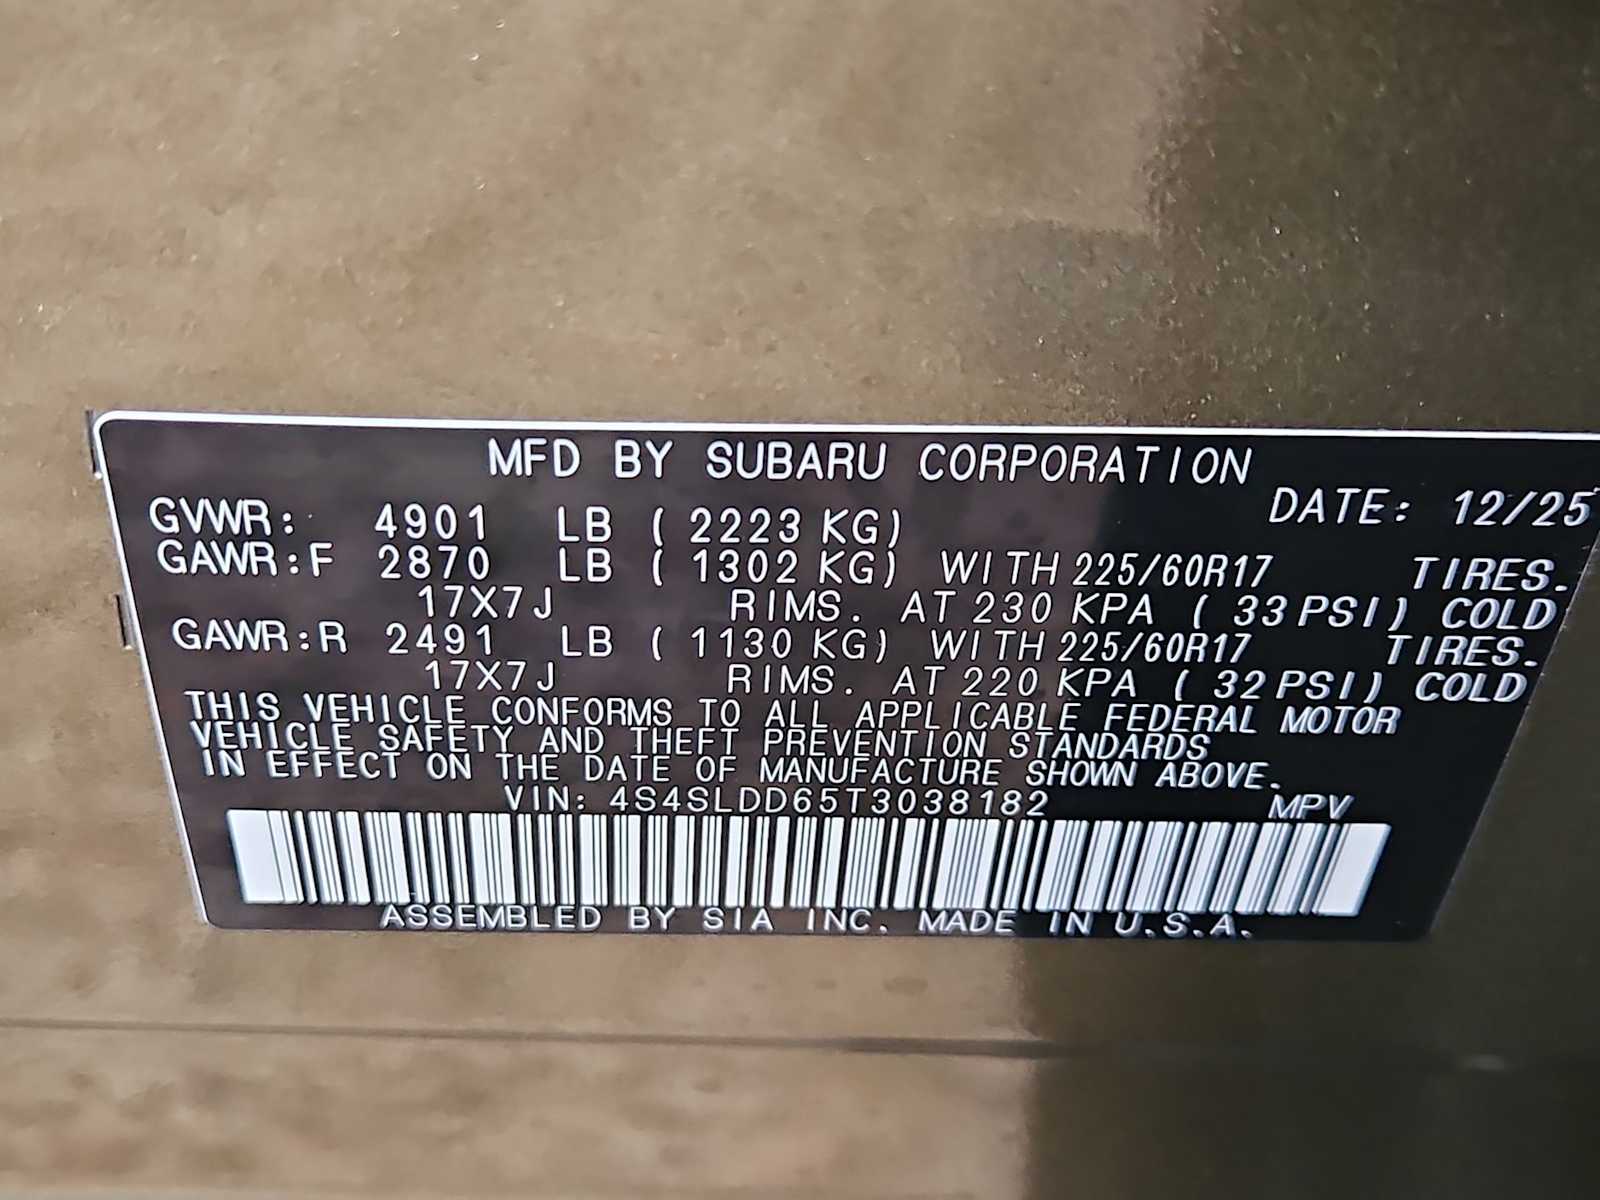 MFD BY SUBARU CORPORATION
DATE: 12/25
GVWR: 4901 LB ( 2223 KG)
GAWR:F 2870 LB ( 1302 KG) WITH 225/60R17 TIRES.
17X7J RIMS. AT 230 KPA ( 33 PSI) COLD
GAWR:R 2491 LB ( 1130 KG) WITH 225/60R17 TIRES.
17X7J RIMS. AT 220 KPA ( 32 PSI) COLD
THIS VEHICLE CONFORMS TO ALL APPLICABLE FEDERAL MOTOR
VEHICLE SAFETY AND THEFT PREVENTION STANDARDS
IN EFFECT ON THE DATE OF MANUFACTURE SHOWN ABOVE.
VIN: 4S4SLDD65T3038182 MPV
ASSEMBLED BY SIA INC. MADE IN U.S.A.